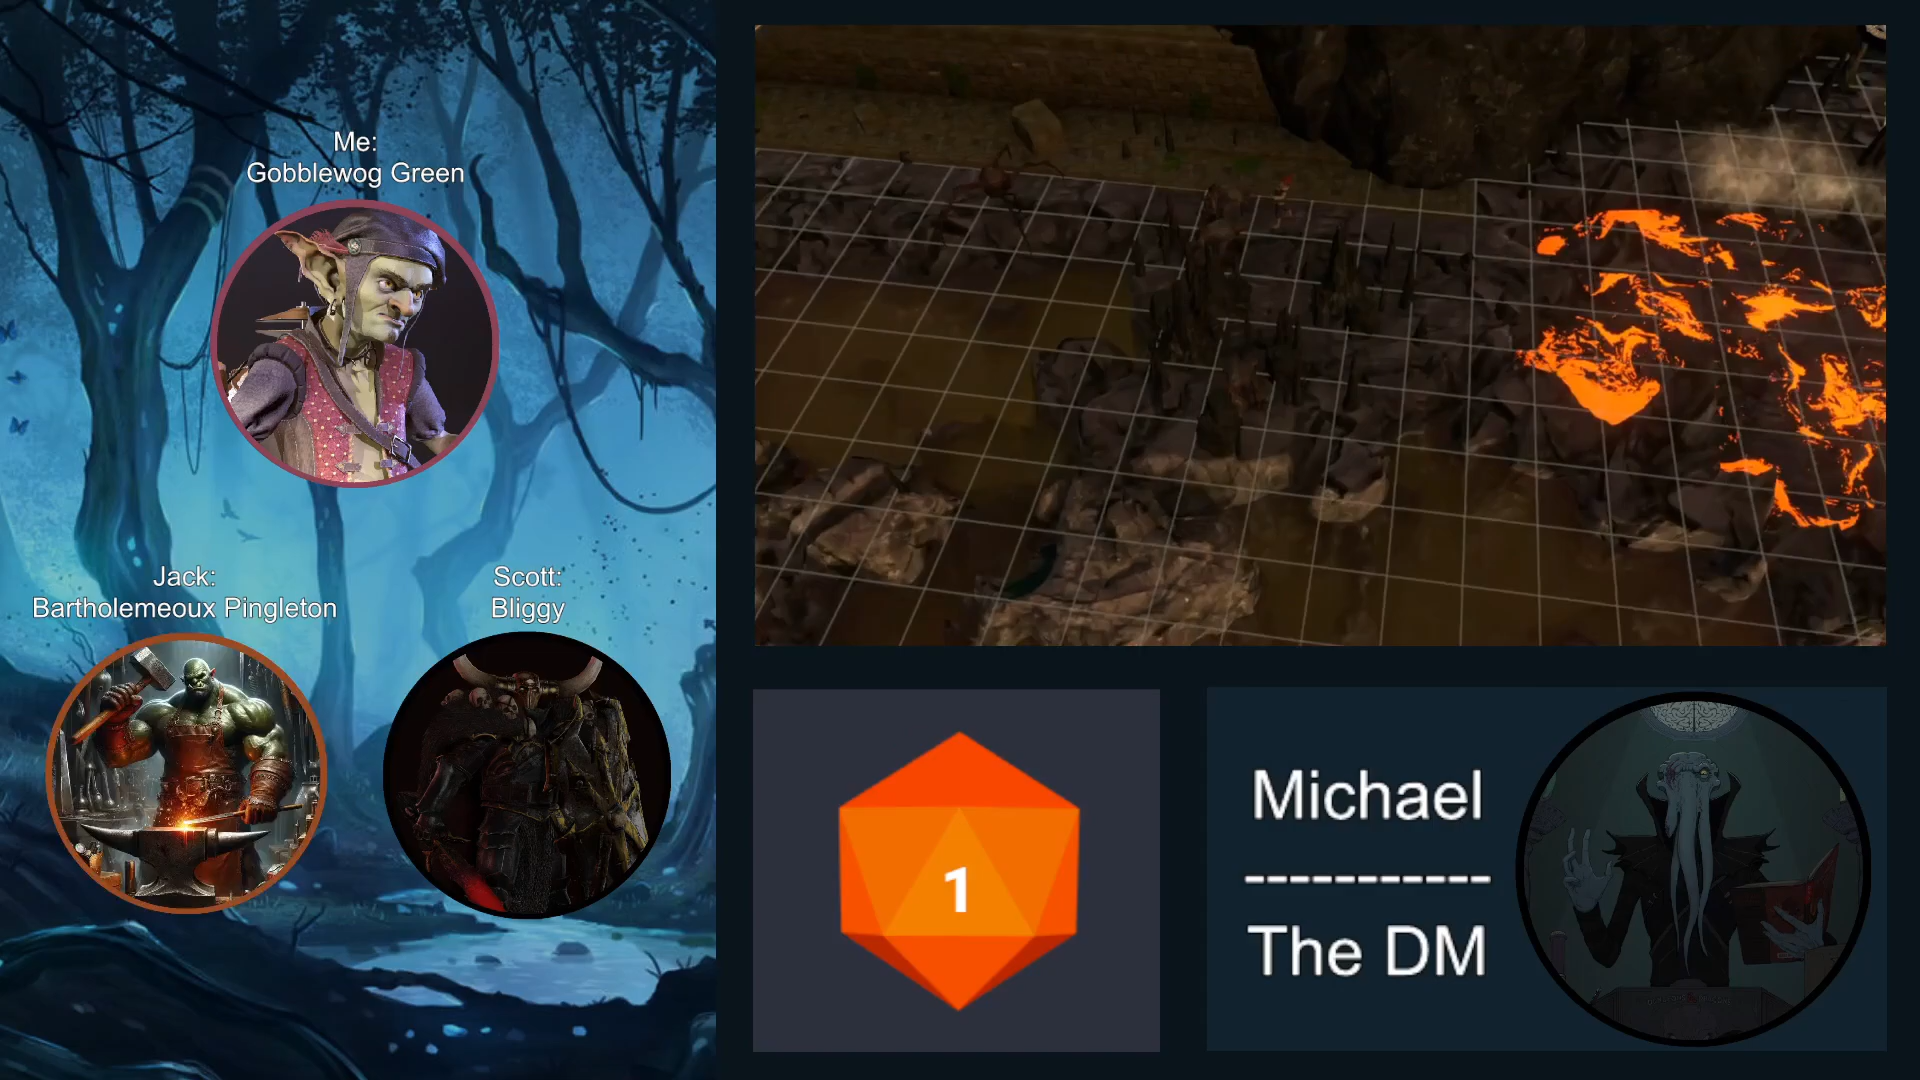 Me:
Gobblewog Green
Jack:
Bartholemeoux Pingleton
Scott:
Bliggy
1
Michael
-----------
The DM